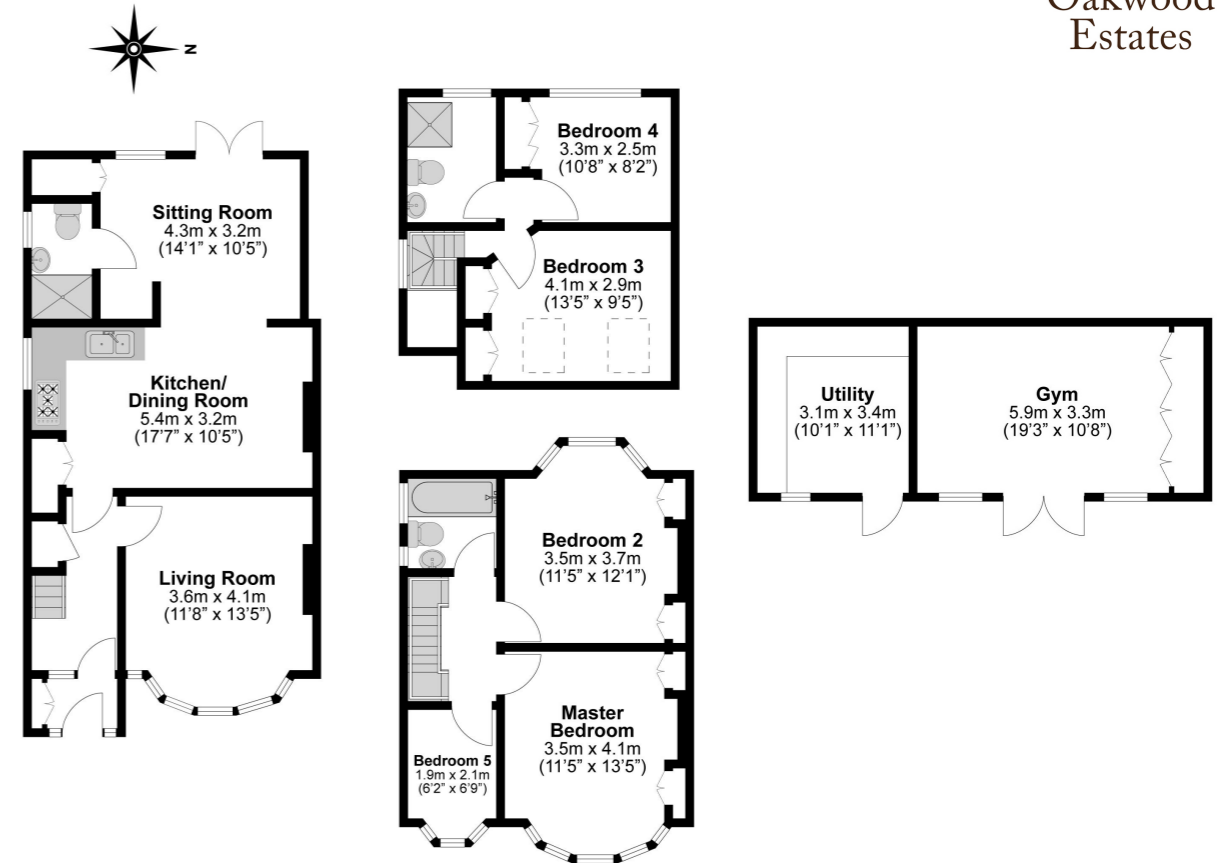 Oakwood
Estates
N
Sitting Room
4.3m x 3.2m
(14'1" x 10'5")
Kitchen/
Dining Room
5.4m x 3.2m
(17'7" x 10'5")
Living Room
3.6m x 4.1m
(11'8" x 13'5")
Bedroom 4
3.3m x 2.5m
(10'8" x 8'2")
Bedroom 3
4.1m x 2.9m
(13'5" x 9'5")
Bedroom 2
3.5m x 3.7m
(11'5" x 12'1")
Master
Bedroom
3.5m x 4.1m
(11'5" x 13'5")
Bedroom 5
1.9m x 2.1m
(6'2" x 6'9")
Utility
3.1m x 3.4m
(10'1" x 11'1")
Gym
5.9m x 3.3m
(19'3" x 10'8")